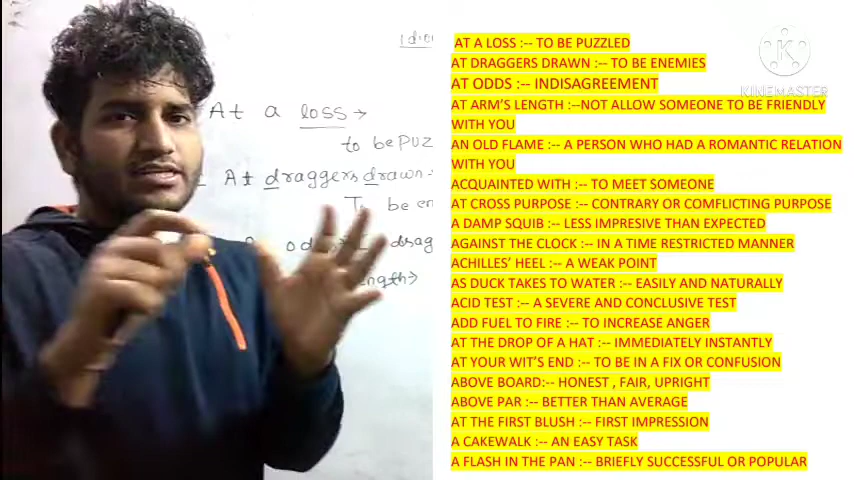 Idio
At a loss →
to be PUZ
At draggers drawn
To be en
drag
ength →
AT A LOSS :-- TO BE PUZZLED
AT DRAGGERS DRAWN :-- TO BE ENEMIES
AT ODDS :-- INDISAGREEMENT
AT ARM'S LENGTH :--NOT ALLOW SOMEONE TO BE FRIENDLY
WITH YOU
AN OLD FLAME :-- A PERSON WHO HAD A ROMANTIC RELATION
WITH YOU
ACQUAINTED WITH :-- TO MEET SOMEONE
AT CROSS PURPOSE :-- CONTRARY OR COMFLICTING PURPOSE
A DAMP SQUIB :-- LESS IMPRESIVE THAN EXPECTED
AGAINST THE CLOCK :-- IN A TIME RESTRICTED MANNER
ACHILLES' HEEL :-- A WEAK POINT
AS DUCK TAKES TO WATER :-- EASILY AND NATURALLY
ACID TEST :-- A SEVERE AND CONCLUSIVE TEST
ADD FUEL TO FIRE :-- TO INCREASE ANGER
AT THE DROP OF A HAT :-- IMMEDIATELY INSTANTLY
AT YOUR WIT'S END :-- TO BE IN A FIX OR CONFUSION
ABOVE BOARD:-- HONEST , FAIR, UPRIGHT
ABOVE PAR :-- BETTER THAN AVERAGE
AT THE FIRST BLUSH :-- FIRST IMPRESSION
A CAKEWALK :-- AN EASY TASK
A FLASH IN THE PAN :-- BRIEFLY SUCCESSFUL OR POPULAR
KINEMASTER